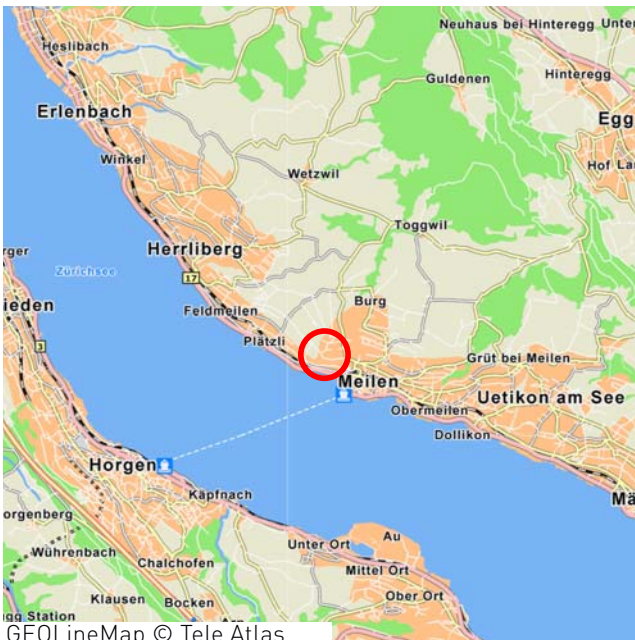 Neuhaus bei Hinteregg
Heslibach
Guldenen
Hinteregg
Erlenbach
Egg
Winkel
Hof
Wetzwil
Toggwil
Herrliberg
Zürichsee
17
Burg
ieden
Feldmeilen
Plätzli
3
Grüt bei Meilen
Meilen
Uetikon am See
Obermeilen
Dollikon
Horgen
Käpfnach
Mä
orgenberg
Au
Unter Ort
Wührenbach
Chalchofen
Mittel Ort
Klausen
Bocken
Ober Ort
gg Station
GEOLineMap © Tele Atlas